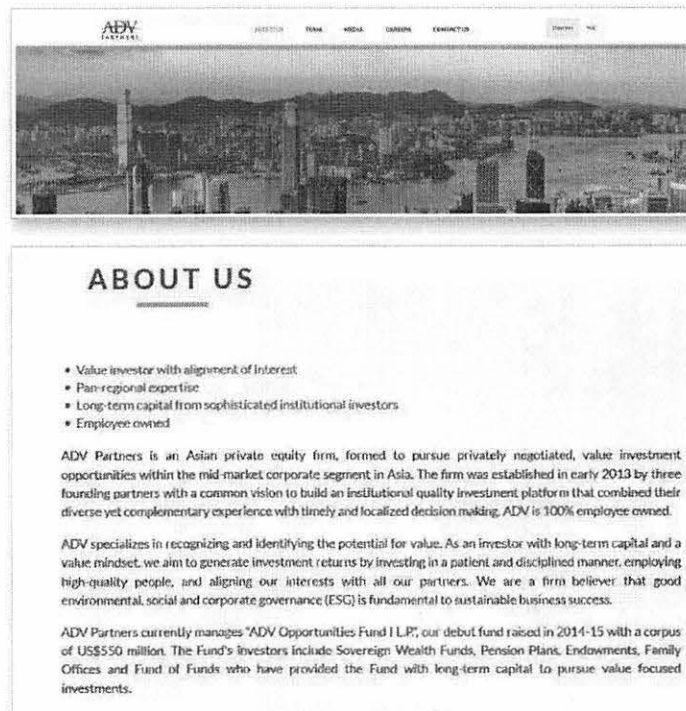 ADV
PARTNERS
INVESTOR TEAM MEDIA CAREERS CONTACT US
ABOUT US
• Value investor with alignment of interest
• Pan-regional expertise
• Long-term capital from sophisticated institutional investors
• Employee owned
ADV Partners is an Asian private equity firm, formed to pursue privately negotiated, value investment
opportunities within the mid-market corporate segment in Asia. The firm was established in early 2013 by three
founding partners with a common vision to build an institutional quality investment platform that combined their
diverse yet complementary experience with timely and localized decision making. ADV is 100% employee owned.
ADV specializes in recognizing and identifying the potential for value. As an investor with long-term capital and a
value mindset, we aim to generate investment returns by investing in a patient and disciplined manner, employing
high-quality people, and aligning our interests with all our partners. We are a firm believer that good
environmental, social and corporate governance (ESG) is fundamental to sustainable business success.
ADV Partners currently manages "ADV Opportunities Fund I L.P.", our debut fund raised in 2014-15 with a corpus
of US$550 million. The Fund's investors include Sovereign Wealth Funds, Pension Plans, Endowments, Family
Offices and Fund of Funds who have provided the Fund with long-term capital to pursue value focused
investments.